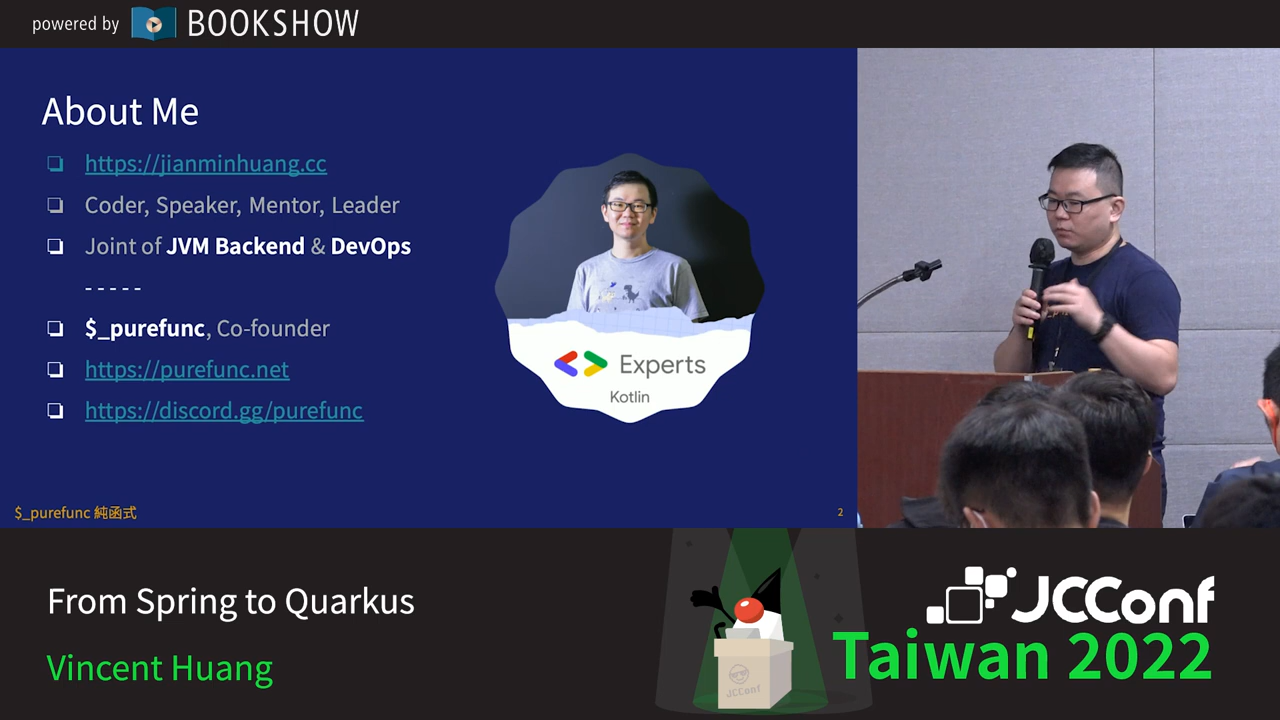 powered by BOOKSHOW
About Me
https://jianminhuang.cc
Coder, Speaker, Mentor, Leader
Joint of JVM Backend & DevOps
- - - - -
$_purefunc, Co-founder
https://purefunc.net
https://discord.gg/purefunc
Experts
Kotlin
$_purefunc 純函式
2
From Spring to Quarkus
Vincent Huang
JCConf
JCConf
Taiwan 2022